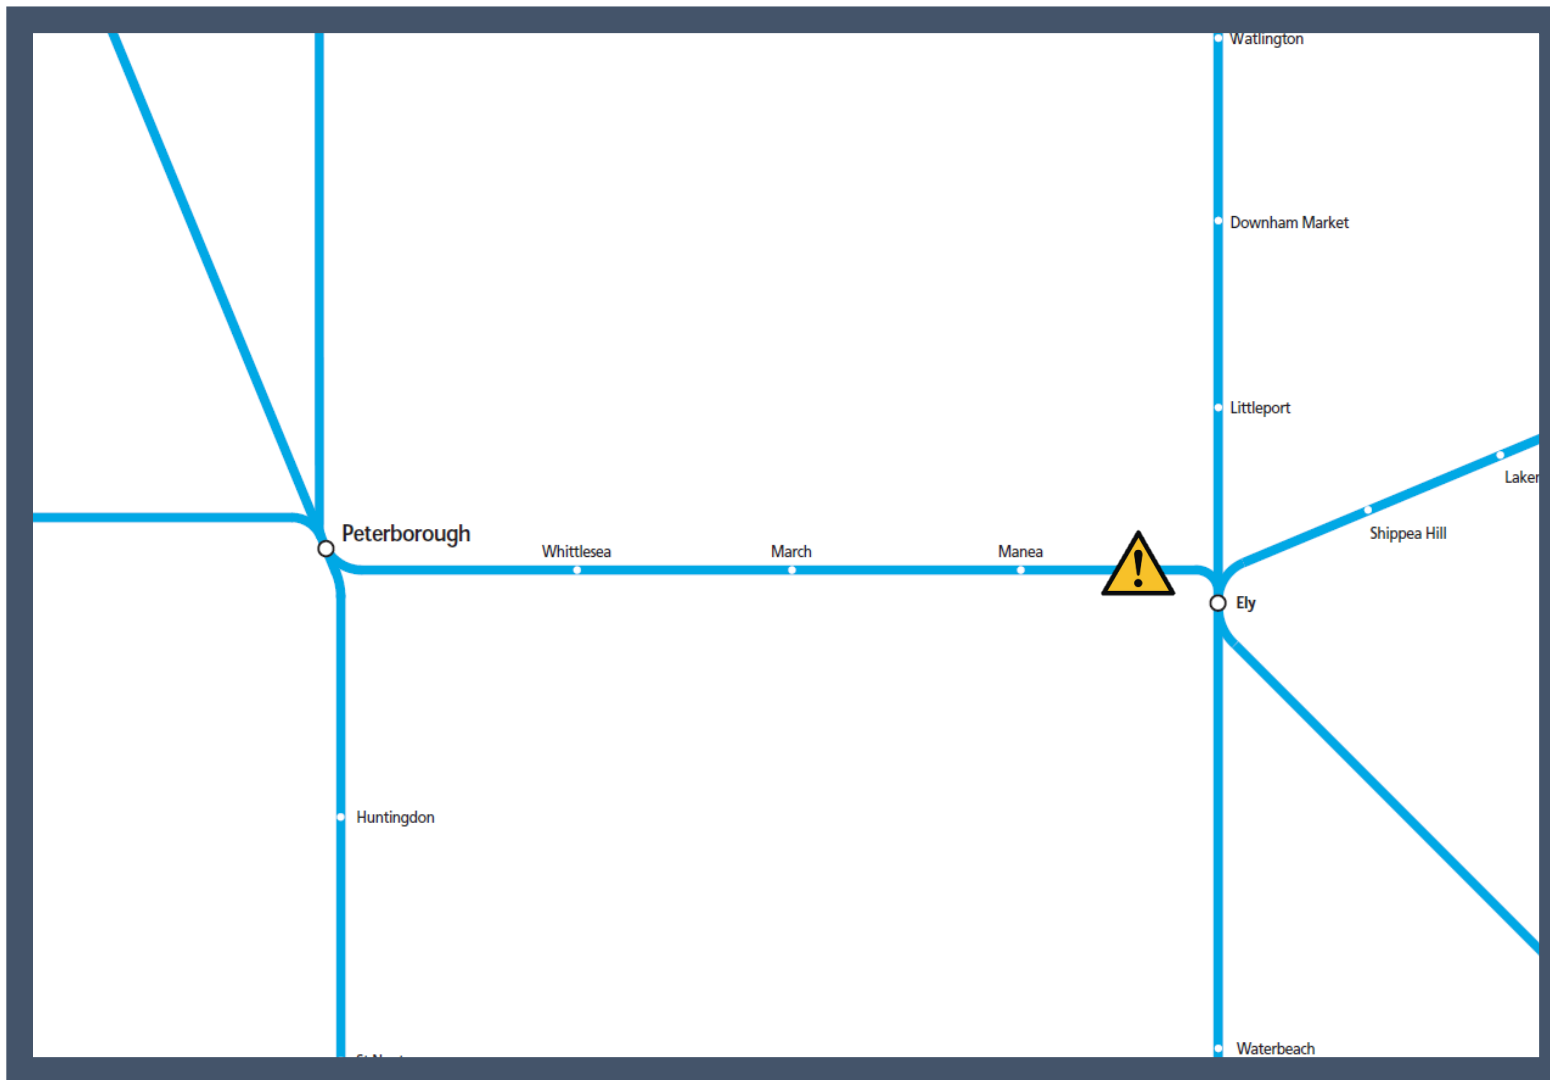 Watlington
Downham Market
Littleport
Shippea Hill
Peterborough
Whittlesea
March
Manea
!
Ely
Huntingdon
Waterbeach